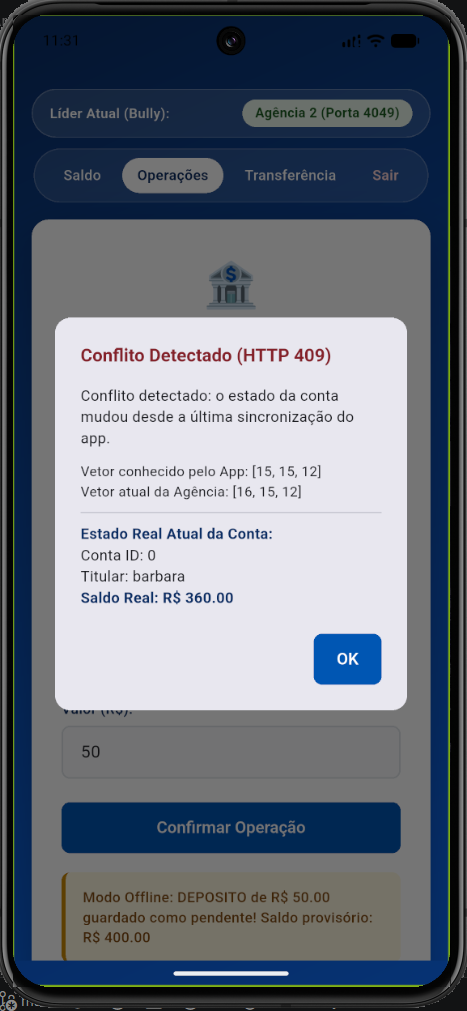 11:31
Líder Atual (Bully):
Agência 2 (Porta 4049)
Saldo
Operações
Transferência
Sair
$
Conflito Detectado (HTTP 409)
Conflito detectado: o estado da conta
mudou desde a última sincronização do
app.
Vetor conhecido pelo App: [15, 15, 12]
Vetor atual da Agência: [16, 15, 12]
Estado Real Atual da Conta:
Conta ID: 0
Titular: barbara
Saldo Real: R$ 360.00
OK
Valor (R$):
50
Confirmar Operação
Modo Offline: DEPOSITO de R$ 50.00
guardado como pendente! Saldo provisório:
R$ 400.00